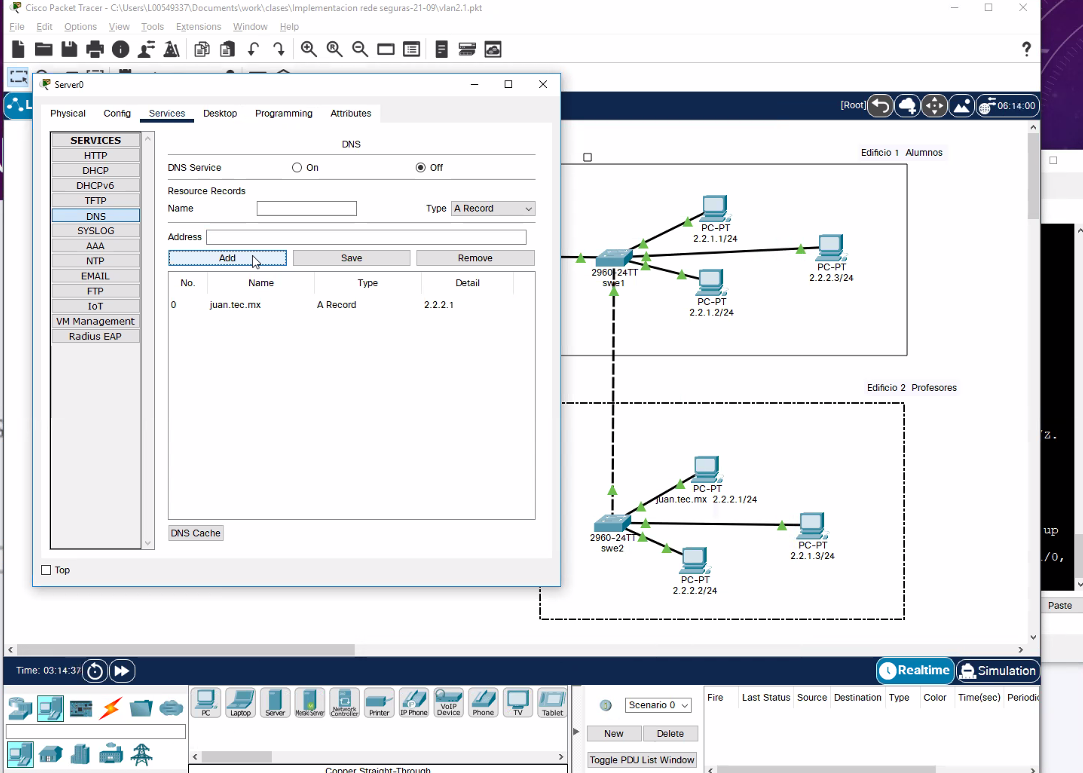 Cisco Packet Tracer - C:\Users\L00549337\Documents\work\clases\Implementacion rede seguras-21-09\vlan2.1.pkt
File Edit Options View Tools Extensions Window Help
?
Server0
Physical Config Services Desktop Programming Attributes
[Root] 06:14:00
SERVICES
HTTP
DHCP
DHCPv6
TFTP
DNS
SYSLOG
AAA
NTP
EMAIL
FTP
IoT
VM Management
Radius EAP
DNS
DNS Service On Off
Resource Records
Name Type A Record
Address
Add Save Remove
No. Name Type Detail
0 juan.tec.mx A Record 2.2.2.1
DNS Cache
Top
Edificio 1 Alumnos
PC-PT
2.2.1.1/24
PC-PT
2.2.2.3/24
2960-24TT
swe1
PC-PT
2.2.1.2/24
Edificio 2 Profesores
PC-PT
juan.tec.mx 2.2.2.1/24
2960-24TT
swe2
PC-PT
2.2.1.3/24
PC-PT
2.2.2.2/24
/z.
up
/0,
Paste
Time: 03:14:37
Realtime Simulation
PC Laptop Server Printer IP Phone VoIP Device Phone TV Tablet
Network Controller
Scenario 0
New Delete
Toggle PDU List Window
Fire Last Status Source Destination Type Color Time(sec) Periodic
Copper Straight-Through